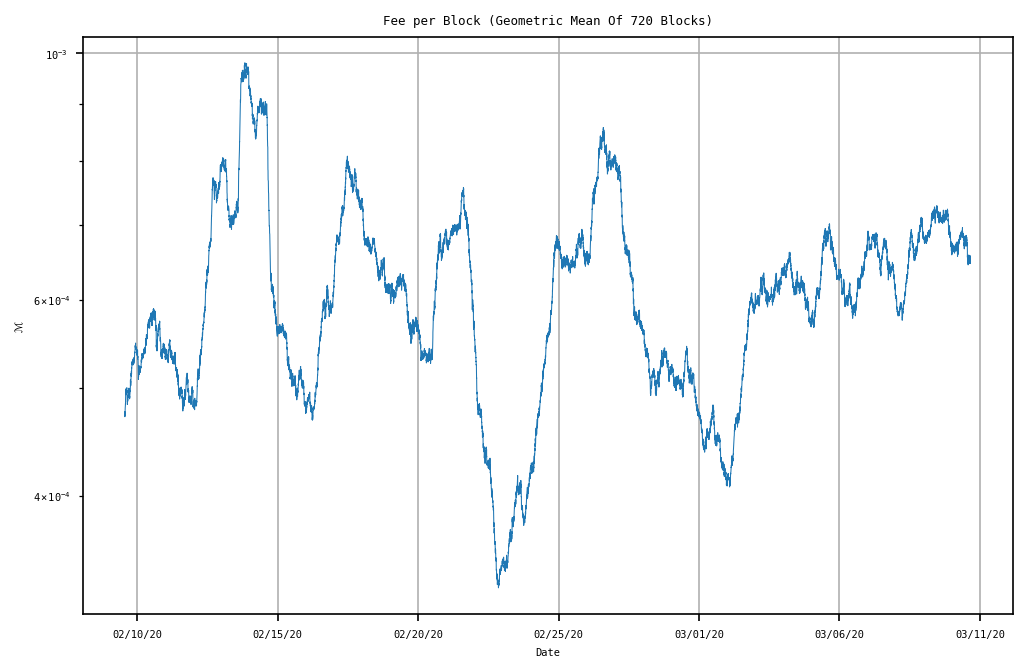 Fee per Block (Geometric Mean Of 720 Blocks)
10⁻³
6×10⁻⁴
ℳ
4×10⁻⁴
02/10/20 02/15/20 02/20/20 02/25/20 03/01/20 03/06/20 03/11/20
Date